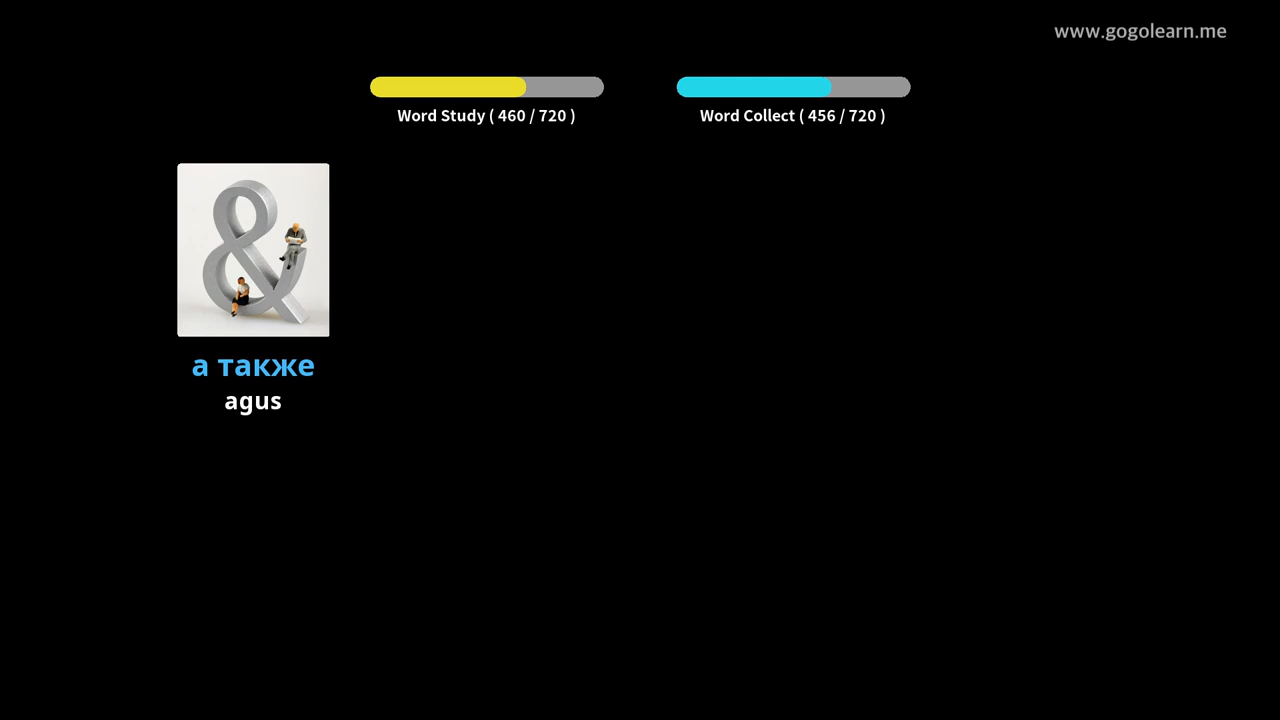 www.gogolearn.me
Word Study ( 460 / 720 )
Word Collect ( 456 / 720 )
&
а также
agus